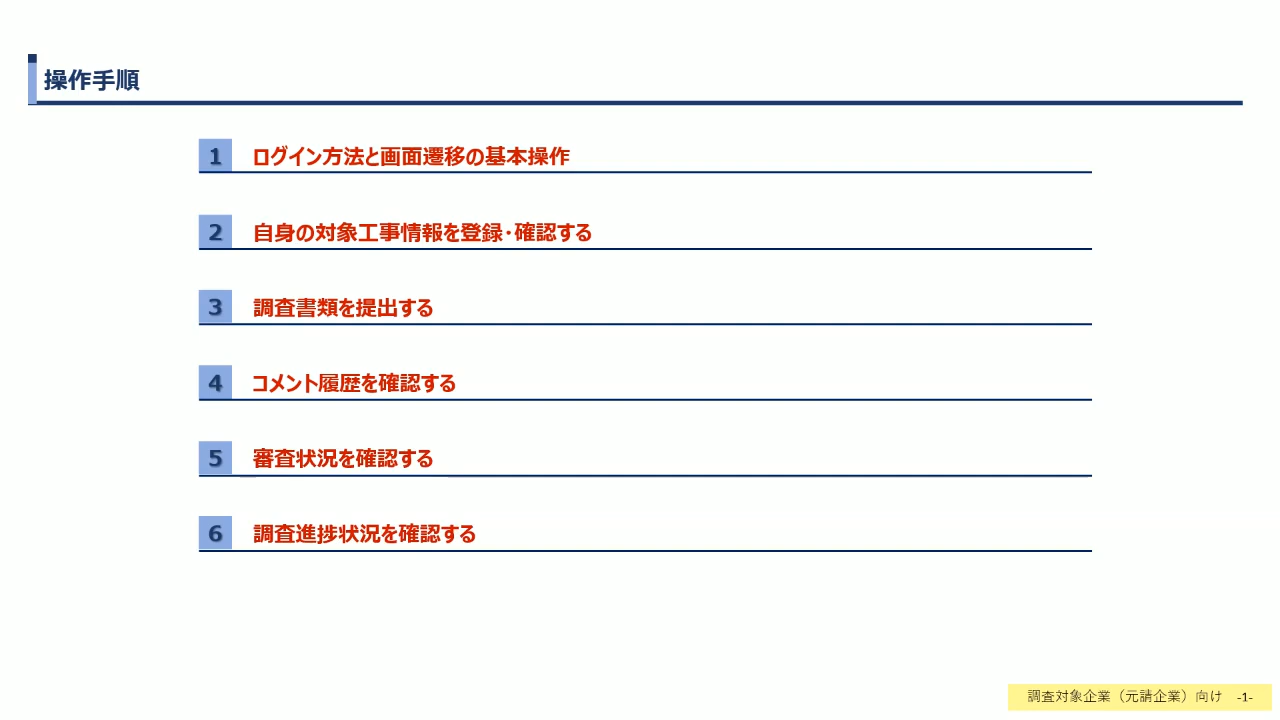 操作手順
1 ログイン方法と画面遷移の基本操作
2 自身の対象工事情報を登録・確認する
3 調査書類を提出する
4 コメント履歴を確認する
5 審査状況を確認する
6 調査進捗状況を確認する
調査対象企業（元請企業）向け -1-